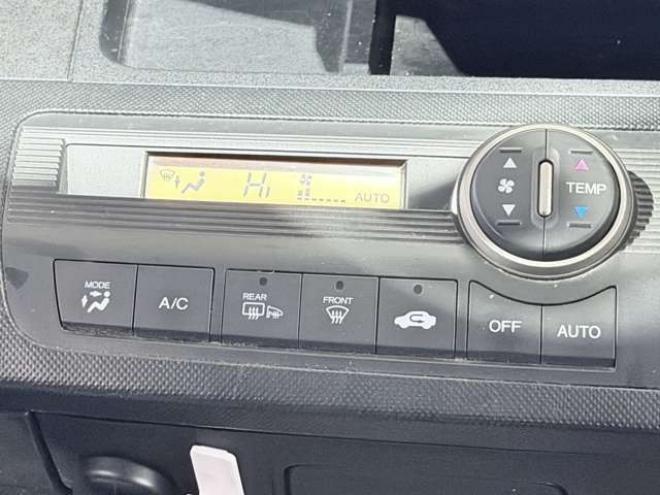 Hi AUTO
TEMP
MODE
A/C
REAR
FRONT
OFF
AUTO